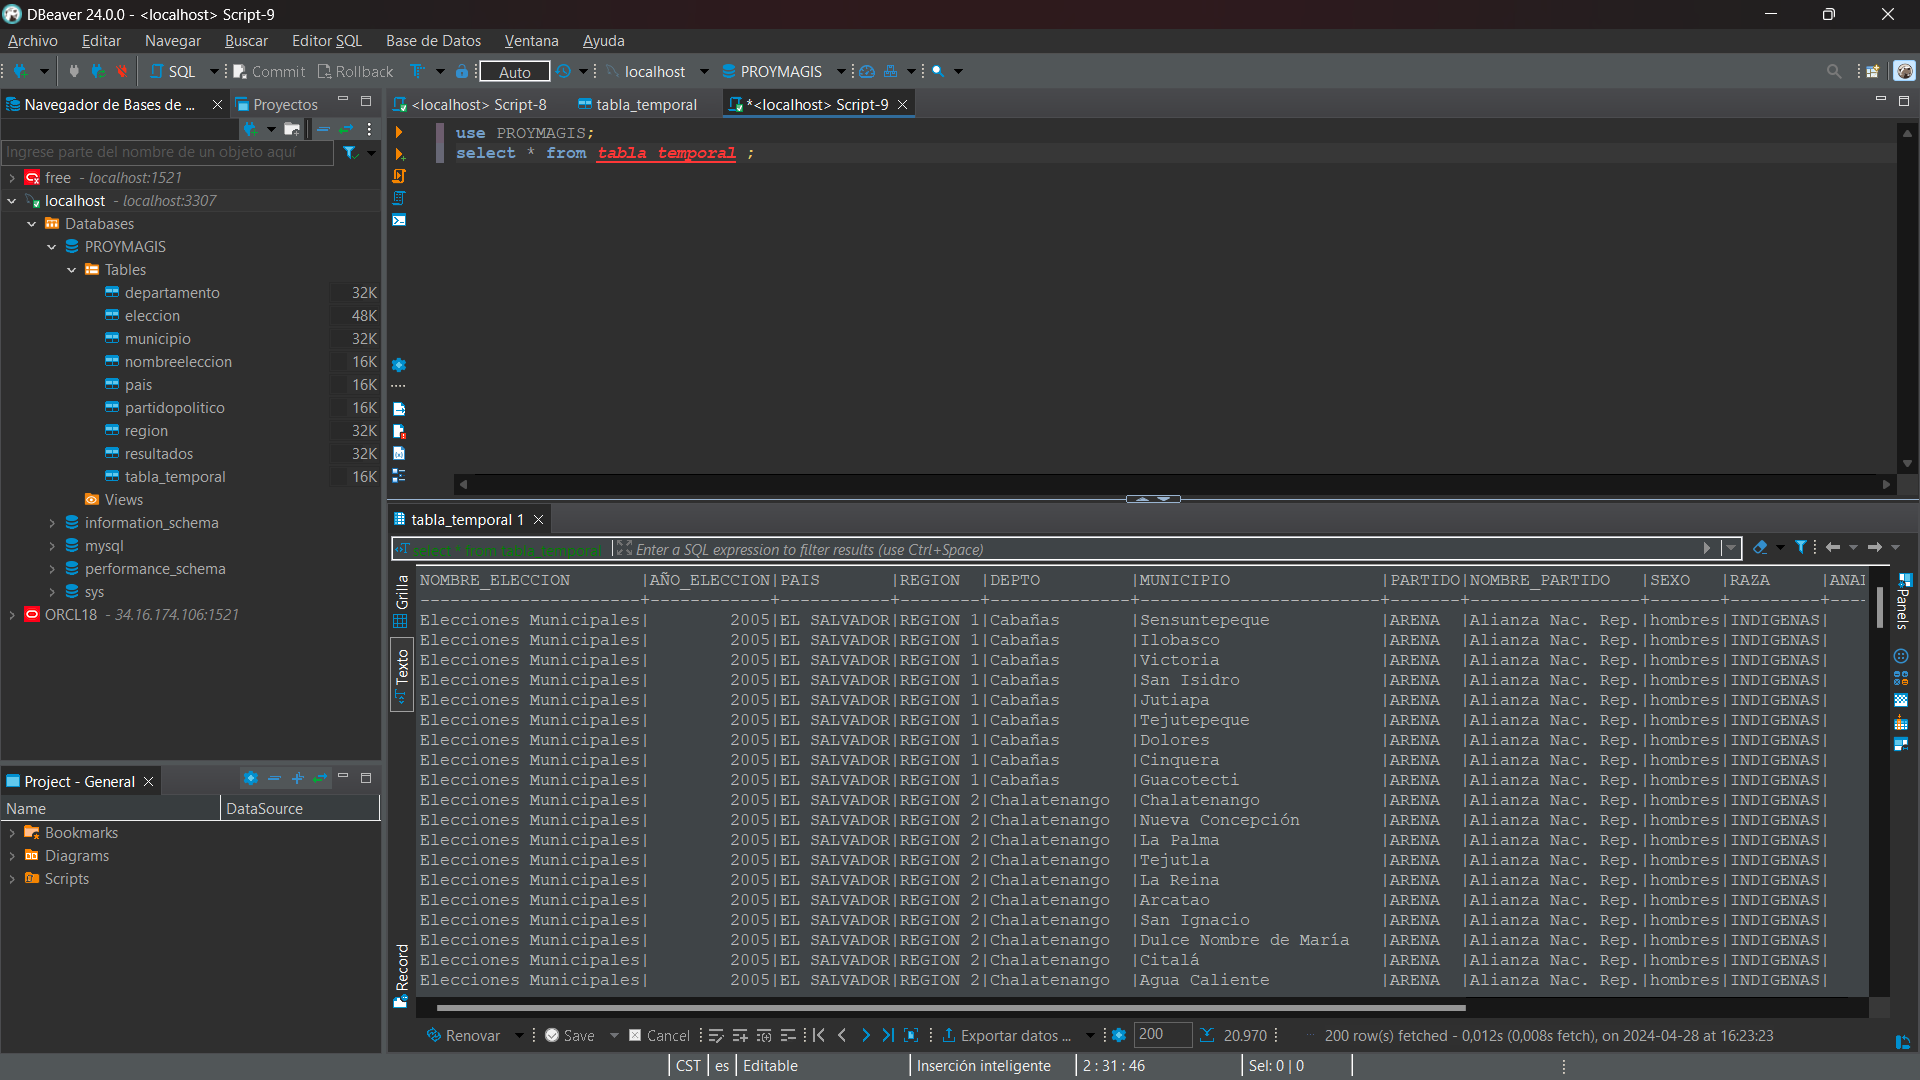 DBeaver 24.0.0 - <localhost> Script-9
Archivo Editar Navegar Buscar Editor SQL Base de Datos Ventana Ayuda
SQL Commit Rollback Auto localhost PROYMAGIS
Navegador de Bases de ... Proyectos
Ingrese parte del nombre de un objeto aquí
free - localhost:1521
localhost - localhost:3307
Databases
PROYMAGIS
Tables
departamento 32K
eleccion 48K
municipio 32K
nombreeleccion 16K
pais 16K
partidopolitico 16K
region 32K
resultados 32K
tabla_temporal 16K
Views
information_schema
mysql
performance_schema
sys
ORCL18 - 34.16.174.106:1521
Project - General
Name DataSource
Bookmarks
Diagrams
Scripts
<localhost> Script-8 tabla_temporal *<localhost> Script-9
use PROYMAGIS;
select * from tabla_temporal ;
tabla_temporal 1
select * from tabla_temporal Enter a SQL expression to filter results (use Ctrl+Space)
Grilla
Texto
Record
NOMBRE_ELECCION |AÑO_ELECCION|PAIS |REGION |DEPTO |MUNICIPIO |PARTIDO|NOMBRE_PARTIDO |SEXO |RAZA |ANAL
----------------------+------------+-----------+--------+--------------+------------------------+-------+-----------------+-------+---------+----
Elecciones Municipales| 2005|EL SALVADOR|REGION 1|Cabañas |Sensuntepeque |ARENA |Alianza Nac. Rep.|hombres|INDIGENAS|
Elecciones Municipales| 2005|EL SALVADOR|REGION 1|Cabañas |Ilobasco |ARENA |Alianza Nac. Rep.|hombres|INDIGENAS|
Elecciones Municipales| 2005|EL SALVADOR|REGION 1|Cabañas |Victoria |ARENA |Alianza Nac. Rep.|hombres|INDIGENAS|
Elecciones Municipales| 2005|EL SALVADOR|REGION 1|Cabañas |San Isidro |ARENA |Alianza Nac. Rep.|hombres|INDIGENAS|
Elecciones Municipales| 2005|EL SALVADOR|REGION 1|Cabañas |Jutiapa |ARENA |Alianza Nac. Rep.|hombres|INDIGENAS|
Elecciones Municipales| 2005|EL SALVADOR|REGION 1|Cabañas |Tejutepeque |ARENA |Alianza Nac. Rep.|hombres|INDIGENAS|
Elecciones Municipales| 2005|EL SALVADOR|REGION 1|Cabañas |Dolores |ARENA |Alianza Nac. Rep.|hombres|INDIGENAS|
Elecciones Municipales| 2005|EL SALVADOR|REGION 1|Cabañas |Cinquera |ARENA |Alianza Nac. Rep.|hombres|INDIGENAS|
Elecciones Municipales| 2005|EL SALVADOR|REGION 1|Cabañas |Guacotecti |ARENA |Alianza Nac. Rep.|hombres|INDIGENAS|
Elecciones Municipales| 2005|EL SALVADOR|REGION 2|Chalatenango |Chalatenango |ARENA |Alianza Nac. Rep.|hombres|INDIGENAS|
Elecciones Municipales| 2005|EL SALVADOR|REGION 2|Chalatenango |Nueva Concepción |ARENA |Alianza Nac. Rep.|hombres|INDIGENAS|
Elecciones Municipales| 2005|EL SALVADOR|REGION 2|Chalatenango |La Palma |ARENA |Alianza Nac. Rep.|hombres|INDIGENAS|
Elecciones Municipales| 2005|EL SALVADOR|REGION 2|Chalatenango |Tejutla |ARENA |Alianza Nac. Rep.|hombres|INDIGENAS|
Elecciones Municipales| 2005|EL SALVADOR|REGION 2|Chalatenango |La Reina |ARENA |Alianza Nac. Rep.|hombres|INDIGENAS|
Elecciones Municipales| 2005|EL SALVADOR|REGION 2|Chalatenango |Arcatao |ARENA |Alianza Nac. Rep.|hombres|INDIGENAS|
Elecciones Municipales| 2005|EL SALVADOR|REGION 2|Chalatenango |San Ignacio |ARENA |Alianza Nac. Rep.|hombres|INDIGENAS|
Elecciones Municipales| 2005|EL SALVADOR|REGION 2|Chalatenango |Dulce Nombre de María |ARENA |Alianza Nac. Rep.|hombres|INDIGENAS|
Elecciones Municipales| 2005|EL SALVADOR|REGION 2|Chalatenango |Citalá |ARENA |Alianza Nac. Rep.|hombres|INDIGENAS|
Elecciones Municipales| 2005|EL SALVADOR|REGION 2|Chalatenango |Agua Caliente |ARENA |Alianza Nac. Rep.|hombres|INDIGENAS|
Panels
Renovar Save Cancel Exportar datos ... 200 20.970 200 row(s) fetched - 0,012s (0,008s fetch), on 2024-04-28 at 16:23:23
CST es Editable Inserción inteligente 2 : 31 : 46 Sel: 0 | 0